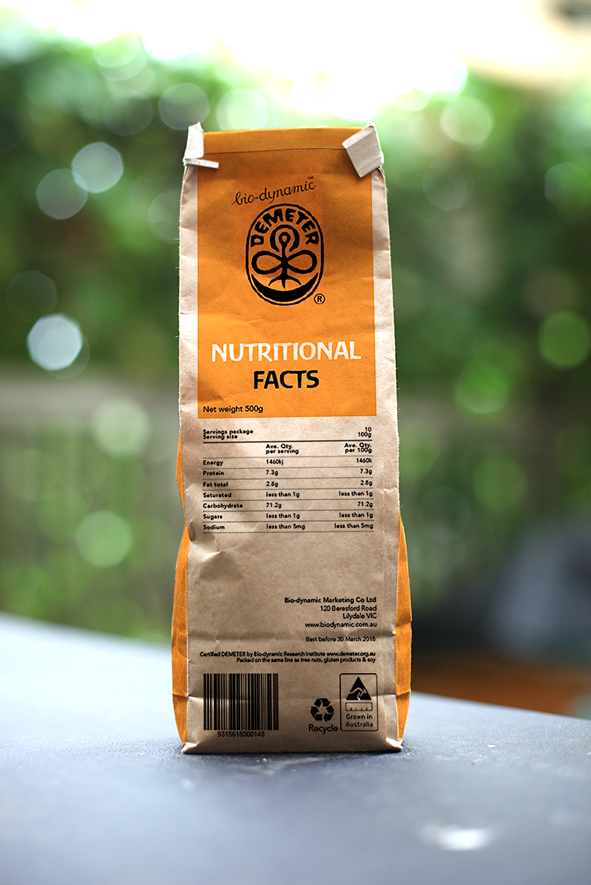 bio-dynamic™
DEMETER
®
NUTRITIONAL
FACTS
Net weight 500g
Servings package 10
Serving size 100g
Ave. Qty. Ave. Qty.
per serving per 100g
Energy 1460kj 1460k
Protein 7.3g 7.3g
Fat total 2.8g 2.8g
Saturated less than 1g less than 1g
Carbohydrate 71.2g 71.2g
Sugars less than 1g less than 1g
Sodium less than 5mg less than 5mg
Bio-dynamic Marketing Co Ltd
120 Beresford Road
Lilydale VIC
www.biodynamic.com.au
Best before 30 March 2018
Certified DEMETER by Bio-dynamic Research Institute www.demeter.org.au
Packed on the same line as tree nuts, gluten products & soy
9315616000148
Recycle
Grown in
Australia